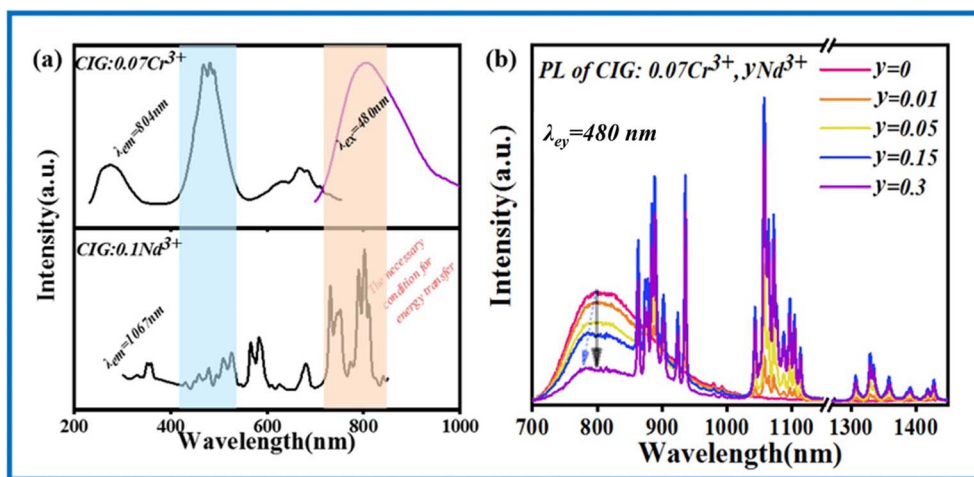 (a)
CIG:0.07Cr³⁺
λem=804nm
λex=480nm
CIG:0.1Nd³⁺
λem=1067nm
The necessary
condition for
energy transfer
Intensity(a.u.)
200 400 600 800 1000
Wavelength(nm)
(b)
PL of CIG: 0.07Cr³⁺, yNd³⁺
λey=480 nm
y=0
y=0.01
y=0.05
y=0.15
y=0.3
Intensity(a.u.)
700 800 900 1000 1100 1300 1400
Wavelength(nm)